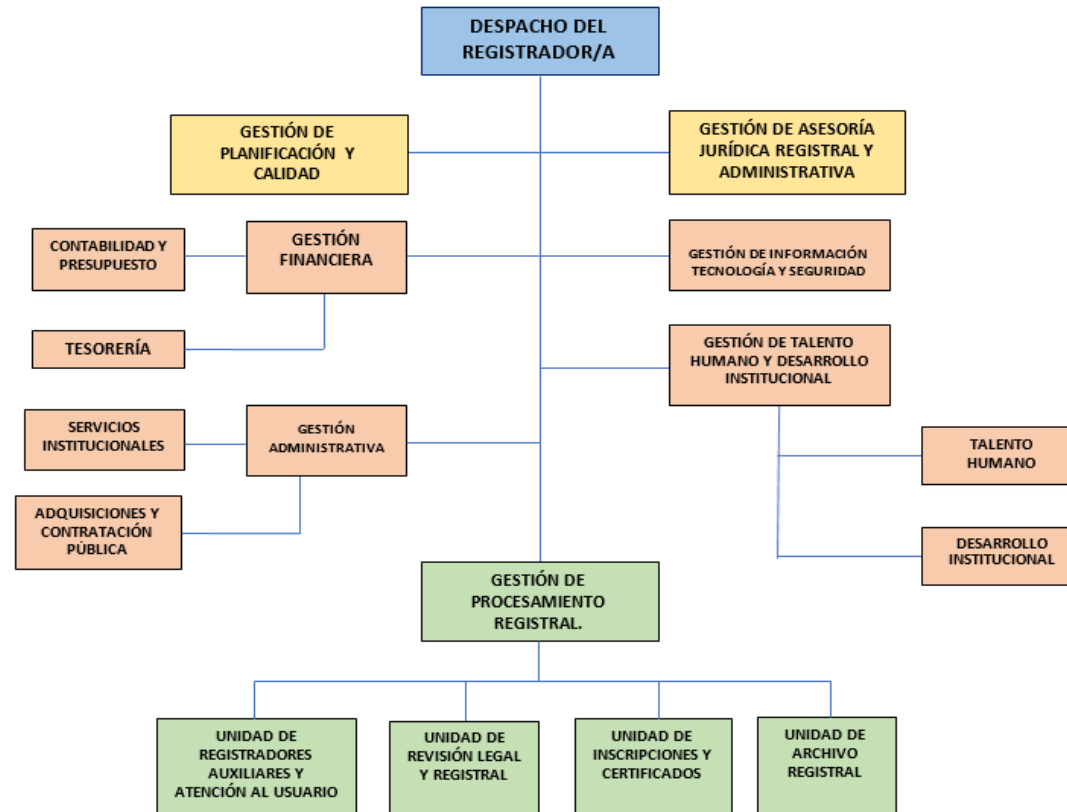 DESPACHO DEL
REGISTRADOR/A
GESTIÓN DE
PLANIFICACIÓN Y
CALIDAD
GESTIÓN DE ASESORÍA
JURÍDICA REGISTRAL Y
ADMINISTRATIVA
CONTABILIDAD Y
PRESUPUESTO
GESTIÓN
FINANCIERA
GESTIÓN DE INFORMACIÓN
TECNOLOGÍA Y SEGURIDAD
TESORERÍA
GESTIÓN DE TALENTO
HUMANO Y DESARROLLO
INSTITUCIONAL
SERVICIOS
INSTITUCIONALES
GESTIÓN
ADMINISTRATIVA
TALENTO
HUMANO
ADQUISICIONES Y
CONTRATACIÓN
PÚBLICA
DESARROLLO
INSTITUCIONAL
GESTIÓN DE
PROCESAMIENTO
REGISTRAL.
UNIDAD DE
REGISTRADORES
AUXILIARES Y
ATENCIÓN AL USUARIO
UNIDAD DE
REVISIÓN LEGAL
Y REGISTRAL
UNIDAD DE
INSCRIPCIONES Y
CERTIFICADOS
UNIDAD DE
ARCHIVO
REGISTRAL